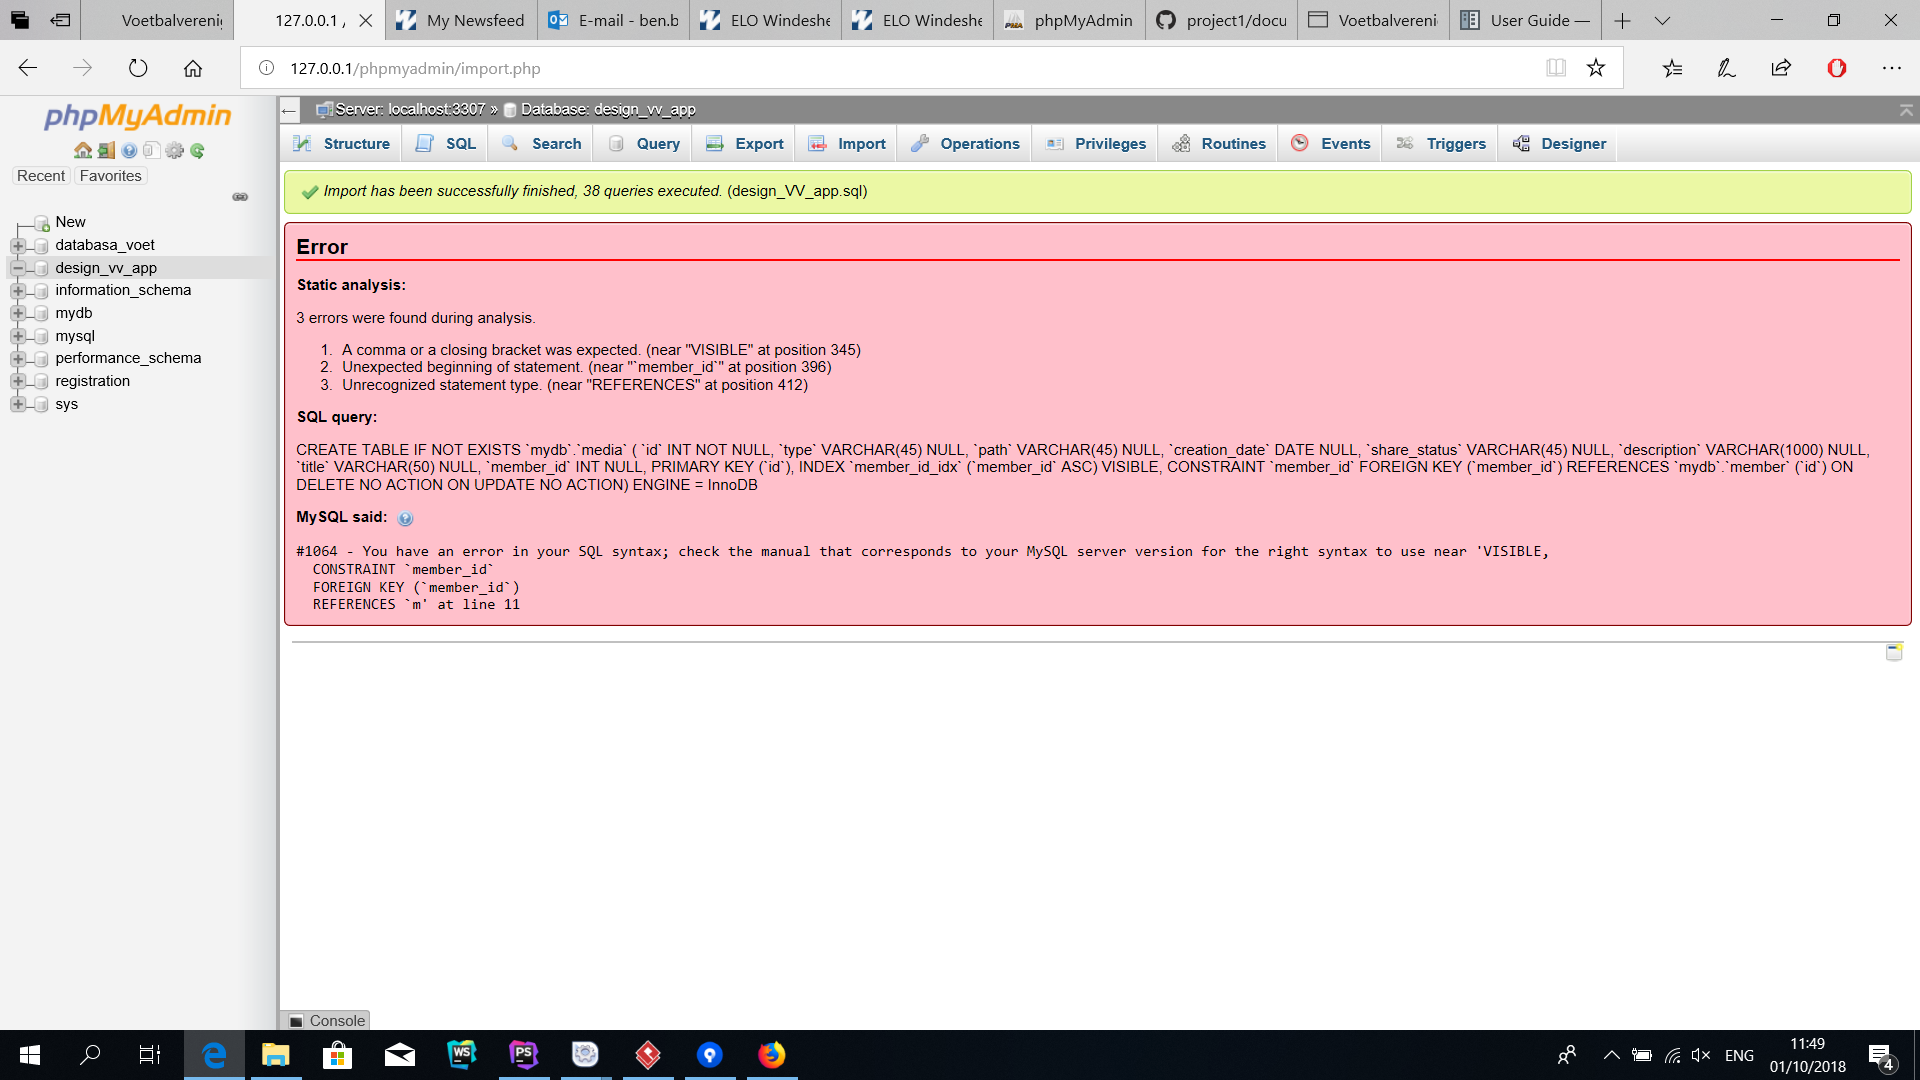 Voetbalvereniq
127.0.0.1 /
My Newsfeed
E-mail - ben.b
ELO Windeshe
ELO Windeshe
phpMyAdmin
project1/docu
Voetbalvereni
User Guide —
127.0.0.1/phpmyadmin/import.php
phpMyAdmin
Recent
Favorites
New
databasa_voet
design_vv_app
information_schema
mydb
mysql
performance_schema
registration
sys
Server: localhost:3307 » Database: design_vv_app
Structure
SQL
Search
Query
Export
Import
Operations
Privileges
Routines
Events
Triggers
Designer
Import has been successfully finished, 38 queries executed. (design_VV_app.sql)
Error
Static analysis:
3 errors were found during analysis.
1. A comma or a closing bracket was expected. (near "VISIBLE" at position 345)
2. Unexpected beginning of statement. (near "`member_id`" at position 396)
3. Unrecognized statement type. (near "REFERENCES" at position 412)
SQL query:
CREATE TABLE IF NOT EXISTS `mydb`.`media` ( `id` INT NOT NULL, `type` VARCHAR(45) NULL, `path` VARCHAR(45) NULL, `creation_date` DATE NULL, `share_status` VARCHAR(45) NULL, `description` VARCHAR(1000) NULL,
`title` VARCHAR(50) NULL, `member_id` INT NULL, PRIMARY KEY (`id`), INDEX `member_id_idx` (`member_id` ASC) VISIBLE, CONSTRAINT `member_id` FOREIGN KEY (`member_id`) REFERENCES `mydb`.`member` (`id`) ON
DELETE NO ACTION ON UPDATE NO ACTION) ENGINE = InnoDB
MySQL said:
#1064 - You have an error in your SQL syntax; check the manual that corresponds to your MySQL server version for the right syntax to use near 'VISIBLE,
CONSTRAINT `member_id`
FOREIGN KEY (`member_id`)
REFERENCES `m' at line 11
Console
WS
PS
ENG
11:49
01/10/2018
4